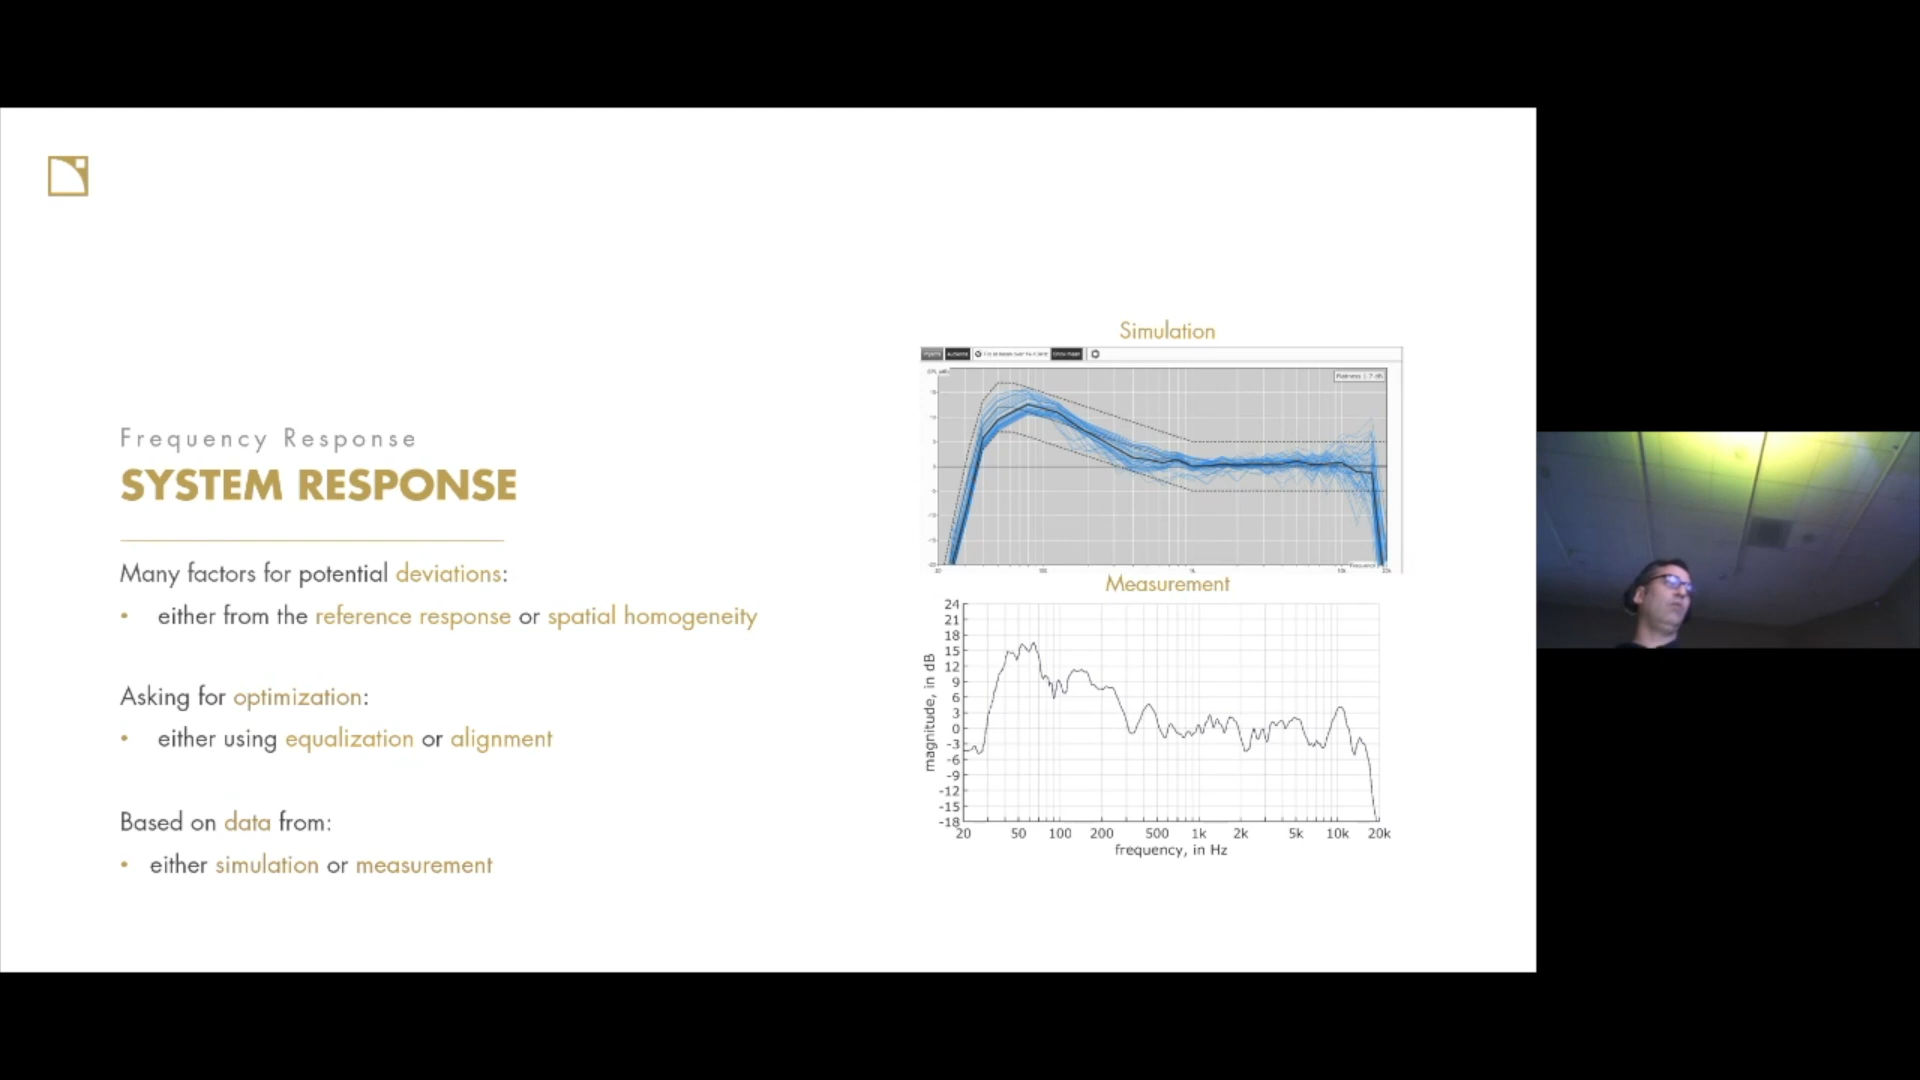 Frequency Response
SYSTEM RESPONSE
Many factors for potential deviations:
• either from the reference response or spatial homogeneity
Asking for optimization:
• either using equalization or alignment
Based on data from:
• either simulation or measurement
Simulation
Measurement
24
21
18
15
12
9
6
3
0
-3
-6
-9
-12
-15
-18
magnitude, in dB
20 50 100 200 500 1k 2k 5k 10k 20k
frequency, in Hz